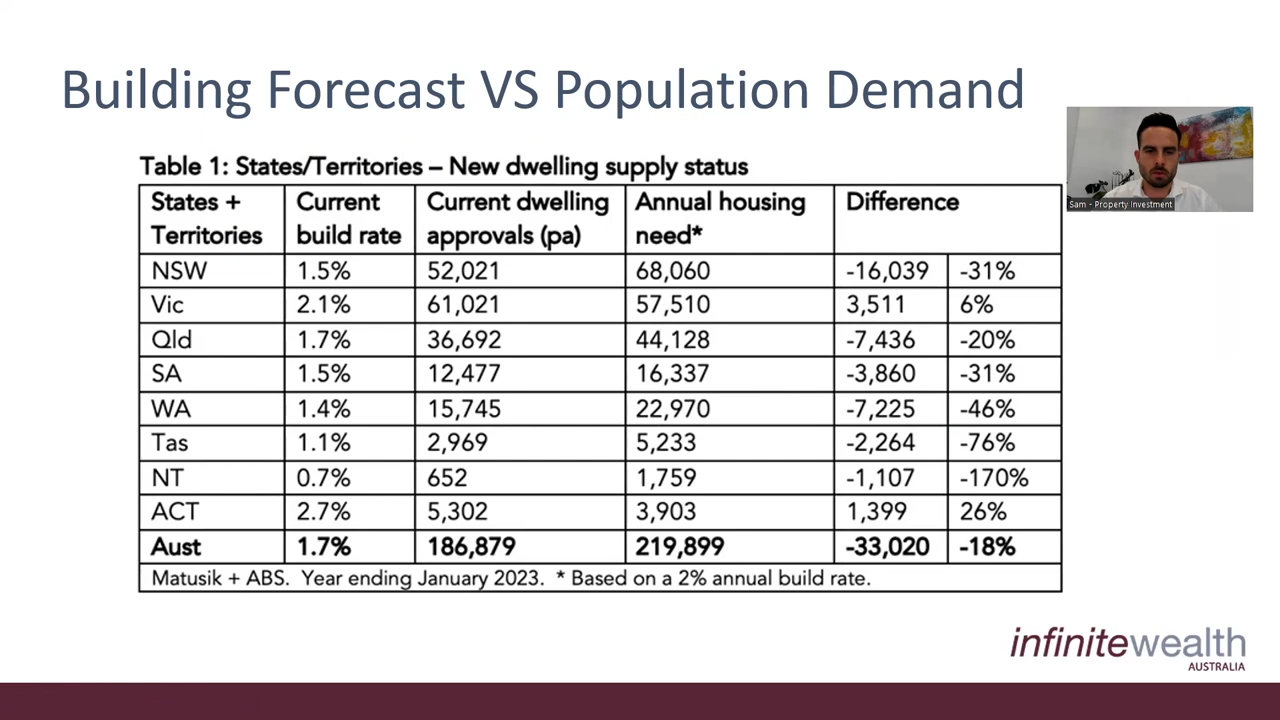 Building Forecast VS Population Demand
Sam - Property Investment
Table 1: States/Territories – New dwelling supply status
States + Territories Current build rate Current dwelling approvals (pa) Annual housing need* Difference
NSW 1.5% 52,021 68,060 -16,039 -31%
Vic 2.1% 61,021 57,510 3,511 6%
Qld 1.7% 36,692 44,128 -7,436 -20%
SA 1.5% 12,477 16,337 -3,860 -31%
WA 1.4% 15,745 22,970 -7,225 -46%
Tas 1.1% 2,969 5,233 -2,264 -76%
NT 0.7% 652 1,759 -1,107 -170%
ACT 2.7% 5,302 3,903 1,399 26%
Aust 1.7% 186,879 219,899 -33,020 -18%
Matusik + ABS. Year ending January 2023. * Based on a 2% annual build rate.
infinitewealth
AUSTRALIA